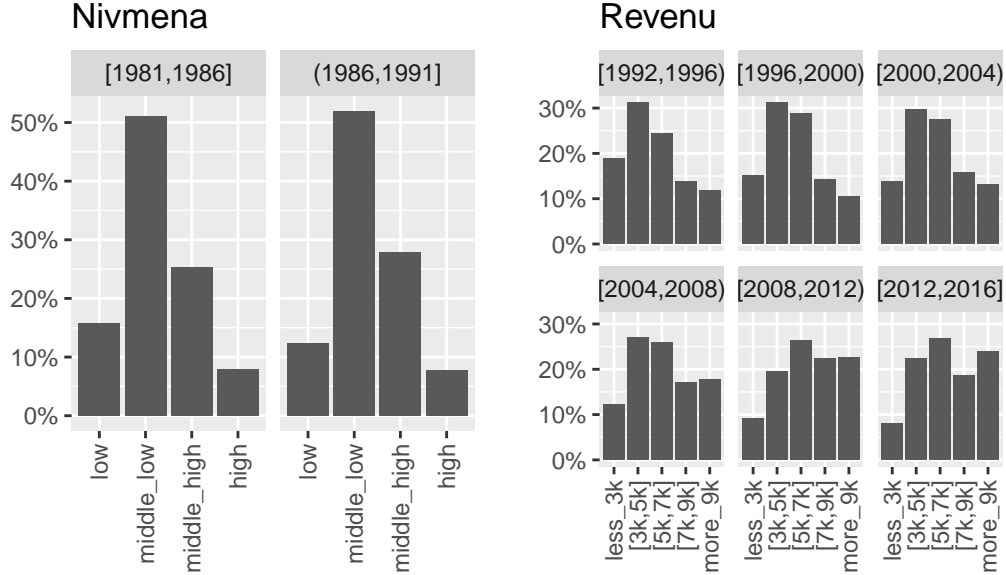 Nivmena
[1981,1986]
(1986,1991]
50%
40%
30%
20%
10%
0%
low
middle_low
middle_high
high
low
middle_low
middle_high
high
Revenu
[1992,1996)
[1996,2000)
[2000,2004)
30%
20%
10%
0%
[2004,2008)
[2008,2012)
[2012,2016]
30%
20%
10%
0%
less_3k
[3k,5k]
[5k,7k]
[7k,9k]
more_9k
less_3k
[3k,5k]
[5k,7k]
[7k,9k]
more_9k
less_3k
[3k,5k]
[5k,7k]
[7k,9k]
more_9k